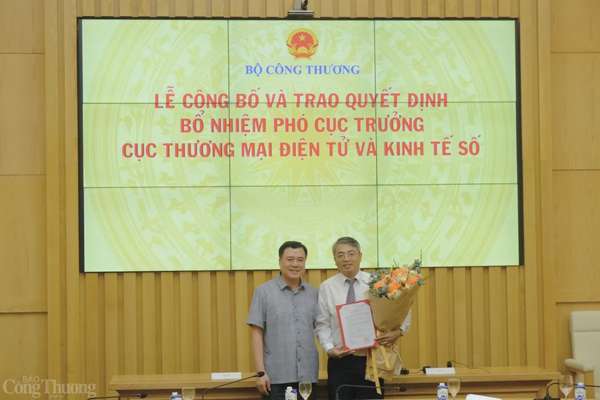 BỘ CÔNG THƯƠNG
LỄ CÔNG BỐ VÀ TRAO QUYẾT ĐỊNH
BỔ NHIỆM PHÓ CỤC TRƯỞNG
CỤC THƯƠNG MẠI ĐIỆN TỬ VÀ KINH TẾ SỐ
BÁO
Công Thương